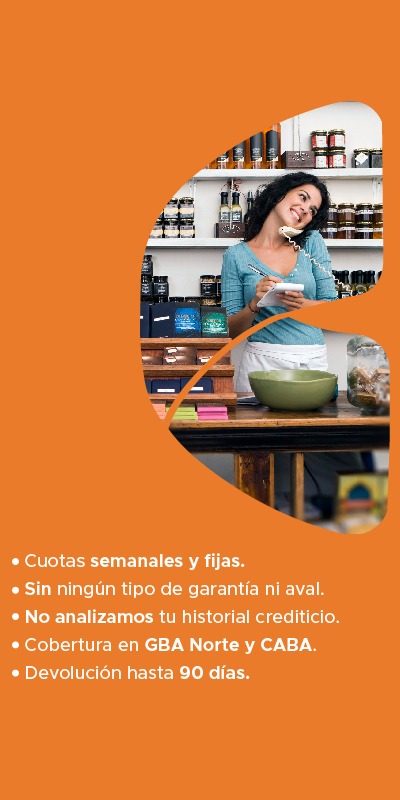 • Cuotas semanales y fijas.
• Sin ningún tipo de garantía ni aval.
• No analizamos tu historial crediticio.
• Cobertura en GBA Norte y CABA.
• Devolución hasta 90 días.